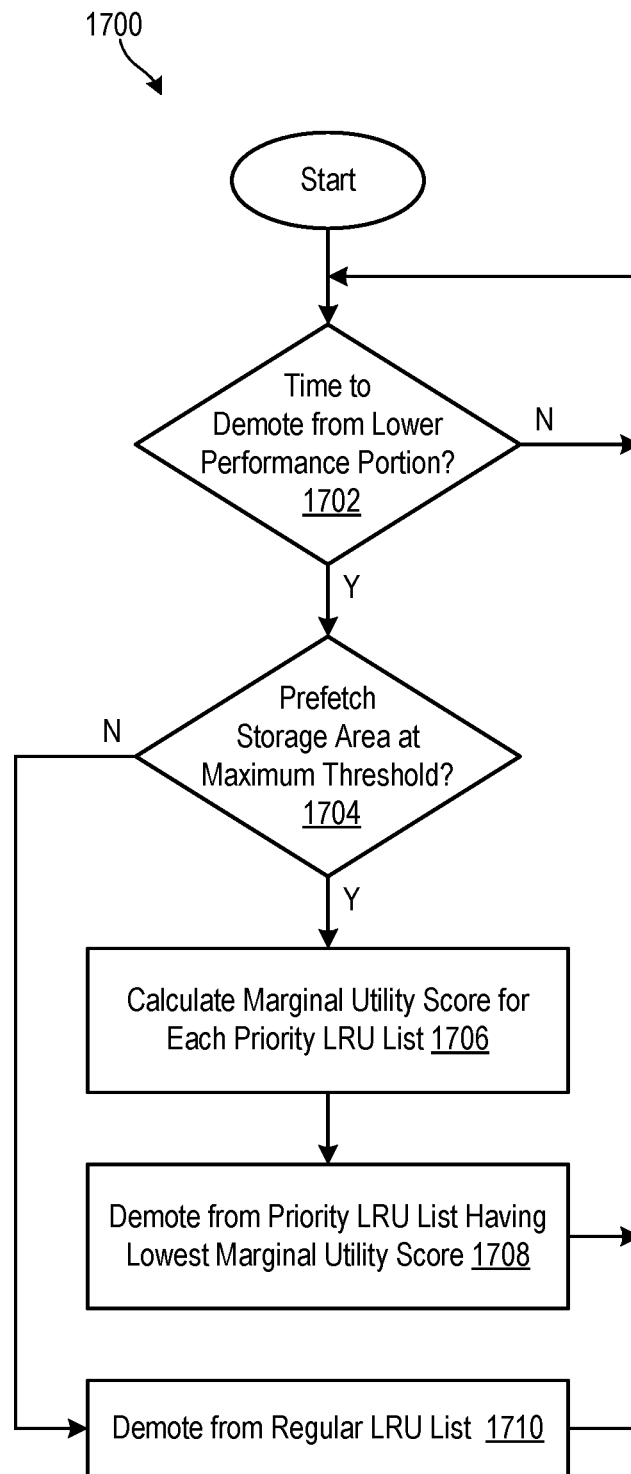 1700
Start
Time to
Demote from Lower
Performance Portion?
1702
N
Y
Prefetch
Storage Area at
Maximum Threshold?
1704
N
Y
Calculate Marginal Utility Score for
Each Priority LRU List 1706
Demote from Priority LRU List Having
Lowest Marginal Utility Score 1708
Demote from Regular LRU List 1710